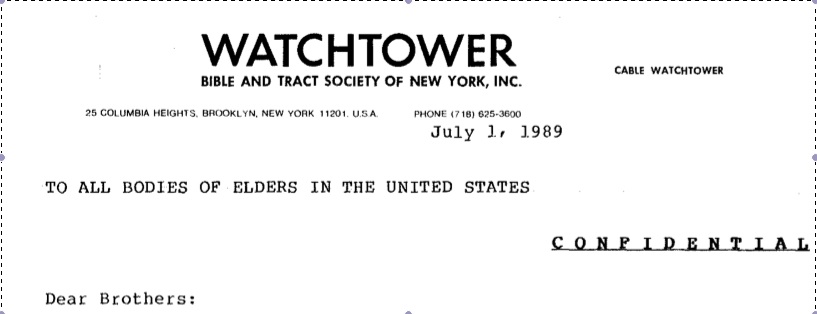 WATCHTOWER
BIBLE AND TRACT SOCIETY OF NEW YORK, INC.
CABLE WATCHTOWER
25 COLUMBIA HEIGHTS, BROOKLYN, NEW YORK 11201, U.S.A. PHONE (718) 625-3600
July 1, 1989
TO ALL BODIES OF ELDERS IN THE UNITED STATES
C O N F I D E N T I A L
Dear Brothers: